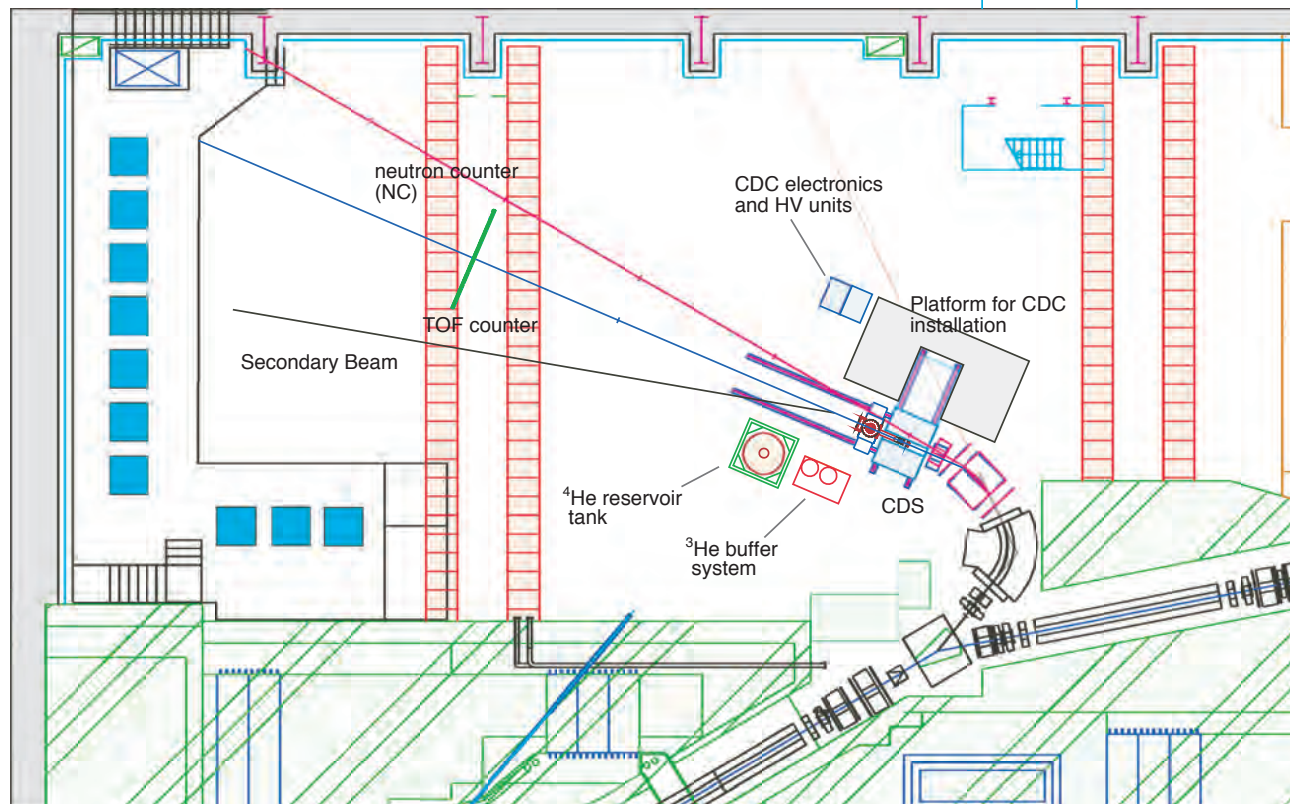 neutron counter
(NC)
CDC electronics
and HV units
Platform for CDC
installation
TOF counter
Secondary Beam
CDS
⁴He reservoir
tank
³He buffer
system